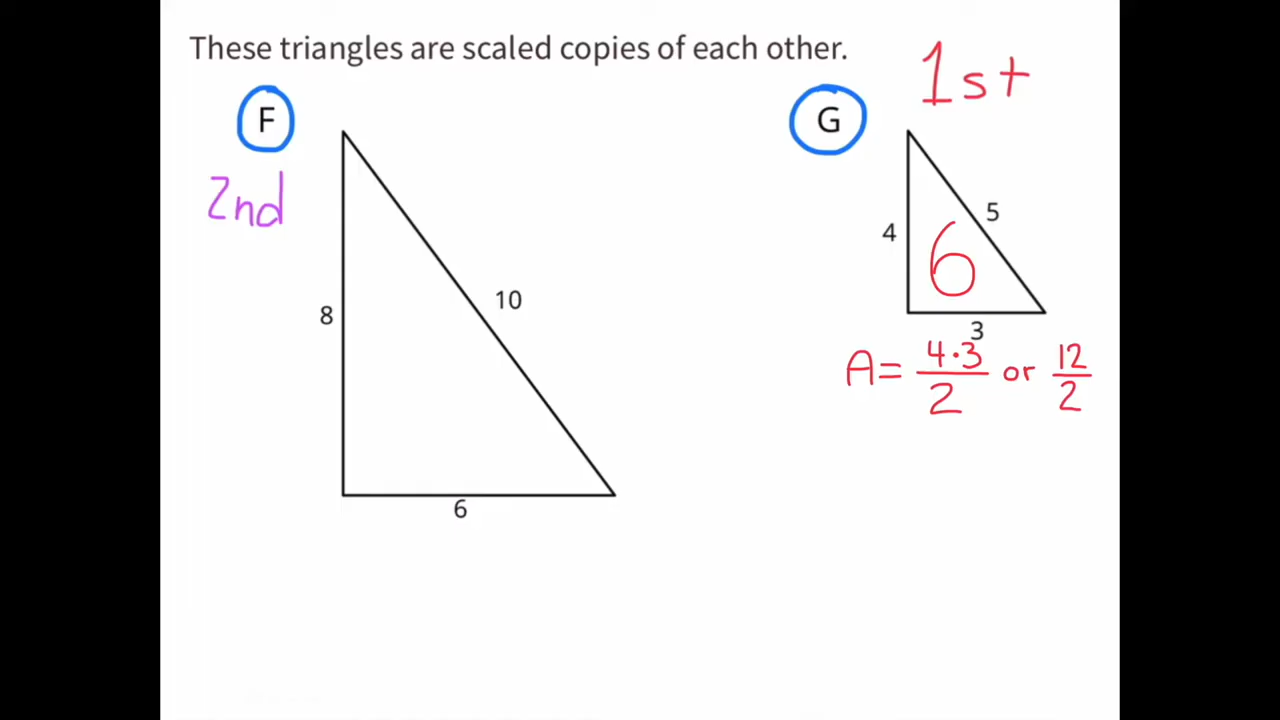 These triangles are scaled copies of each other.
1st
F
G
2nd
5
4
6
10
8
3
A = 4·3/2 or 12/2
6